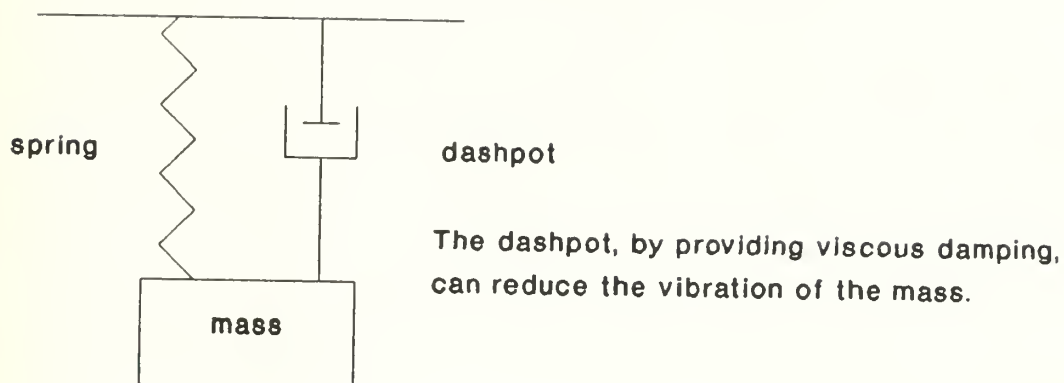 spring
dashpot
The dashpot, by providing viscous damping,
can reduce the vibration of the mass.
mass